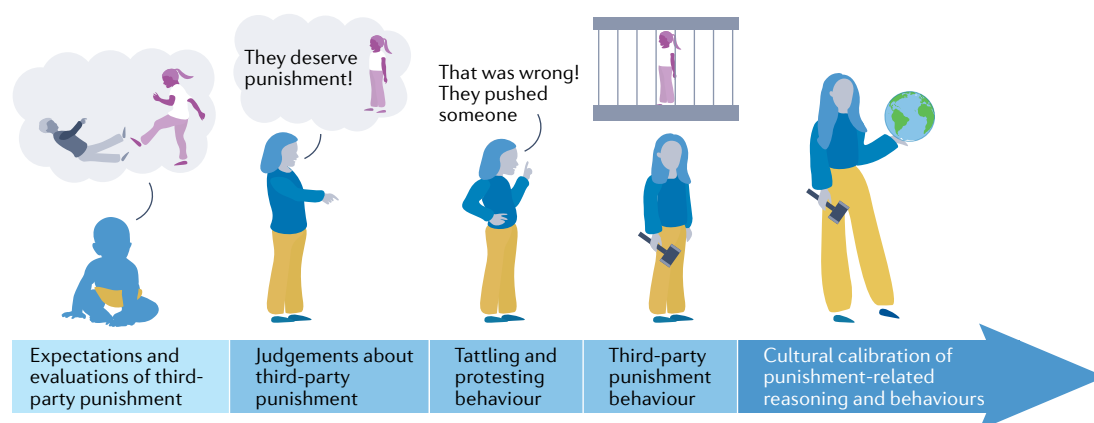 They deserve
punishment!
That was wrong!
They pushed
someone
Expectations and
evaluations of third-
party punishment
Judgements about
third-party
punishment
Tattling and
protesting
behaviour
Third-party
punishment
behaviour
Cultural calibration of
punishment-related
reasoning and behaviours